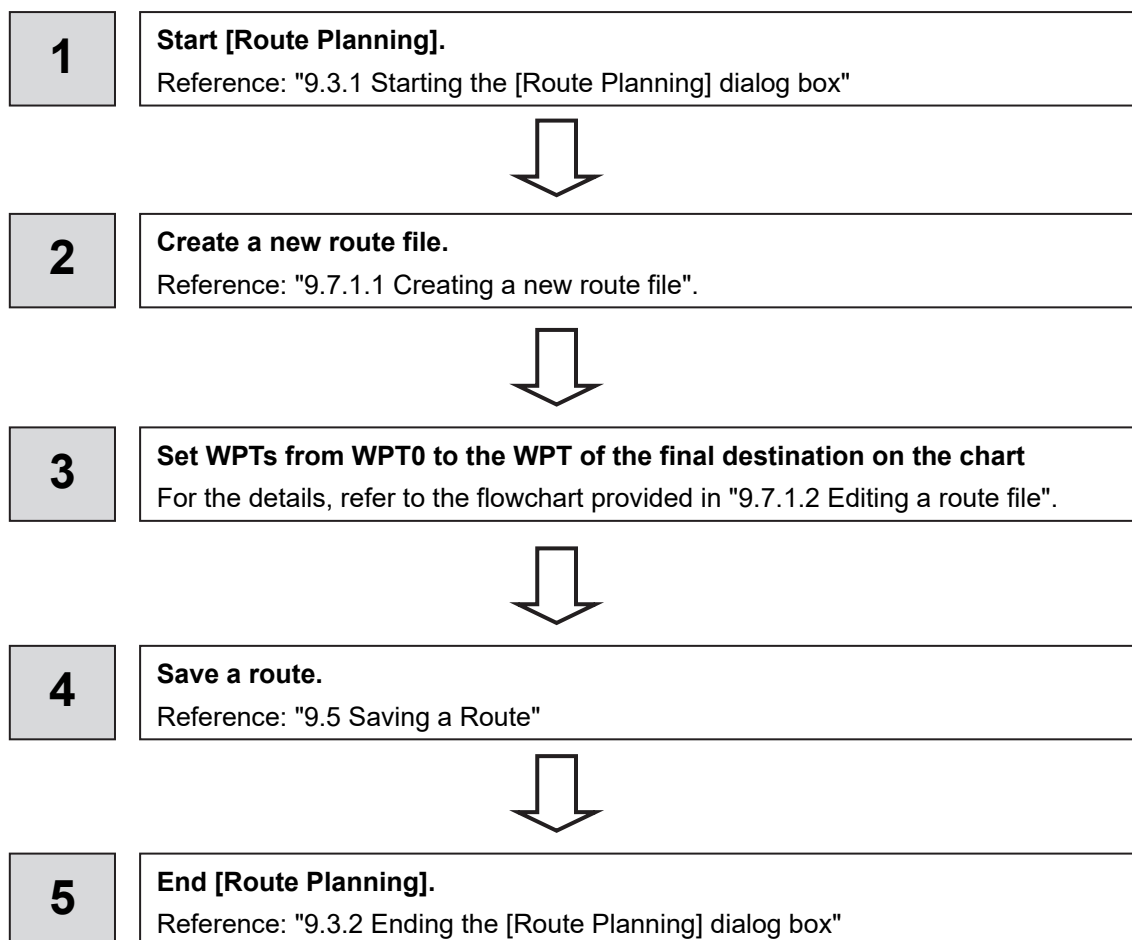 1
Start [Route Planning].
Reference: "9.3.1 Starting the [Route Planning] dialog box"
2
Create a new route file.
Reference: "9.7.1.1 Creating a new route file".
3
Set WPTs from WPT0 to the WPT of the final destination on the chart
For the details, refer to the flowchart provided in "9.7.1.2 Editing a route file".
4
Save a route.
Reference: "9.5 Saving a Route"
5
End [Route Planning].
Reference: "9.3.2 Ending the [Route Planning] dialog box"